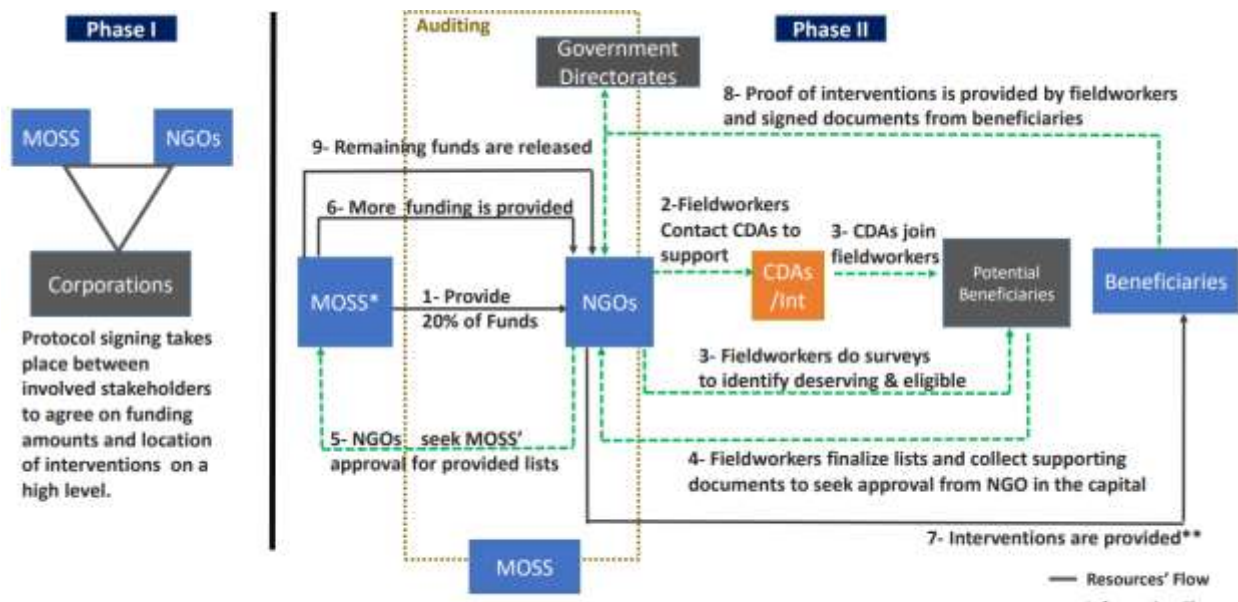 Phase I
Auditing
Phase II
Government
Directorates
MOSS
NGOs
Corporations
Protocol signing takes
place between
involved stakeholders
to agree on funding
amounts and location
of interventions on a
high level.
8- Proof of interventions is provided by fieldworkers
and signed documents from beneficiaries
9- Remaining funds are released
6- More funding is provided
2-Fieldworkers
Contact CDAs to
support
3- CDAs join
fieldworkers
MOSS*
1- Provide
20% of Funds
NGOs
CDAs
/Int
Potential
Beneficiaries
Beneficiaries
3- Fieldworkers do surveys
to identify deserving & eligible
5- NGOs seek MOSS'
approval for provided lists
4- Fieldworkers finalize lists and collect supporting
documents to seek approval from NGO in the capital
7- Interventions are provided**
MOSS
Resources' Flow